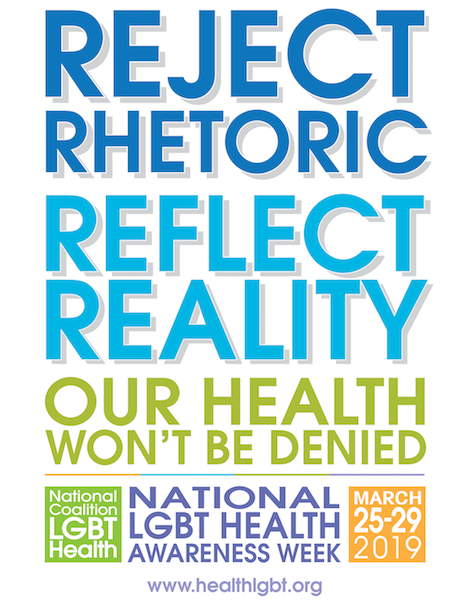 REJECT
RHETORIC
REFLECT
REALITY
OUR HEALTH
WON'T BE DENIED
National
Coalition
LGBT
Health
NATIONAL
LGBT HEALTH
AWARENESS WEEK
MARCH
25-29
2019
www.healthlgbt.org